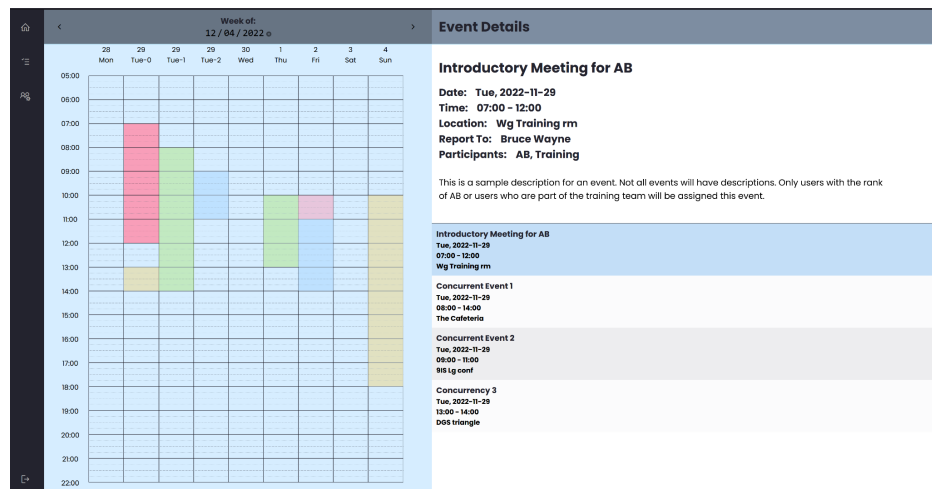 Week of:
12/04/2022
28 29 29 29 30 1 2 3 4
Mon Tue-0 Tue-1 Tue-2 Wed Thu Fri Sat Sun
05:00
06:00
07:00
08:00
09:00
10:00
11:00
12:00
13:00
14:00
15:00
16:00
17:00
18:00
19:00
20:00
21:00
22:00
Event Details
Introductory Meeting for AB
Date: Tue, 2022-11-29
Time: 07:00 - 12:00
Location: Wg Training rm
Report To: Bruce Wayne
Participants: AB, Training
This is a sample description for an event. Not all events will have descriptions. Only users with the rank
of AB or users who are part of the training team will be assigned this event.
Introductory Meeting for AB
Tue, 2022-11-29
07:00 - 12:00
Wg Training rm
Concurrent Event 1
Tue, 2022-11-29
08:00 - 14:00
The Cafeteria
Concurrent Event 2
Tue, 2022-11-29
09:00 - 11:00
9IS Lg conf
Concurrency 3
Tue, 2022-11-29
13:00 - 14:00
DGS triangle